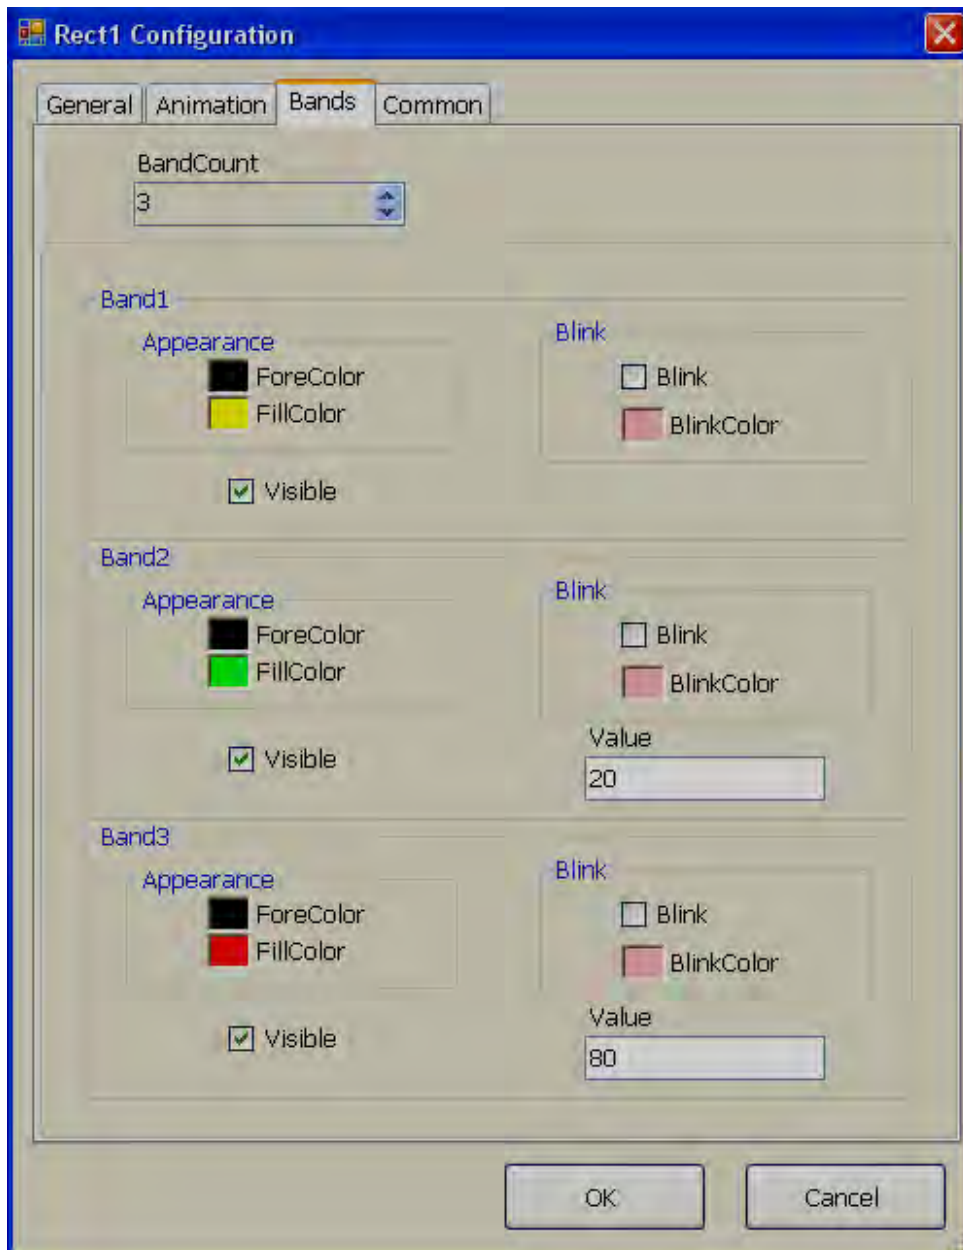 Rect1 Configuration
General Animation Bands Common
BandCount
3
Band1
Appearance
ForeColor
FillColor
Visible
Blink
Blink
BlinkColor
Band2
Appearance
ForeColor
FillColor
Visible
Blink
Blink
BlinkColor
Value
20
Band3
Appearance
ForeColor
FillColor
Visible
Blink
Blink
BlinkColor
Value
80
OK Cancel